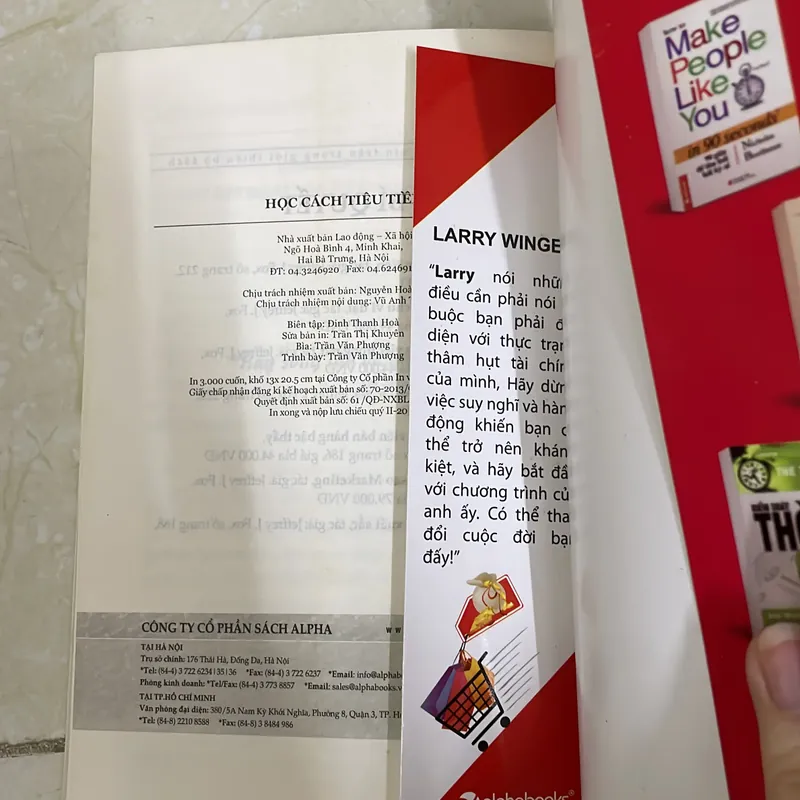 HỌC CÁCH TIÊU TIỀ
Nhà xuất bản Lao động – Xã hội
Ngõ Hoà Bình 4, Minh Khai,
Hai Bà Trưng, Hà Nội
ĐT: 04.3246920 Fax: 04.62469
Chịu trách nhiệm xuất bản: Nguyễn Hoà
Chịu trách nhiệm nội dung: Vũ Anh
Biên tập: Đinh Thanh Hoà
Sửa bản in: Trần Thị Khuyên
Bìa: Trần Văn Phượng
Trình bày: Trần Văn Phượng
In 3.000 cuốn, khổ 13x20.5 cm tại Công ty Cổ phần In v
Giấy chấp nhận đăng kí kế hoạch xuất bản số: 70-2013/
Quyết định xuất bản số: 61/QĐ-NXBL
In xong và nộp lưu chiểu quý II-20
CÔNG TY CỔ PHẦN SÁCH ALPHA
TẠI HÀ NỘI
Trụ sở chính: 176 Thái Hà, Đống Đa, Hà Nội
*Tel: (84-4) 3 722 6234|35|36 *Fax: (84-4) 3 722 6237 *Email: info@alphab
Phòng kinh doanh: *Tel/Fax: (84-4) 3 773 8857 *Email: sales@alphabooks.v
TẠI TP.HỒ CHÍ MINH
Văn phòng đại diện: 380/5A Nam Kỳ Khởi Nghĩa, Phường 8, Quận 3, TP. H
*Tel: (84-8) 2210 8588 *Fax: (84-8) 3 8484 986
LARRY WINGE
"Larry nói nhữ
điều cần phải nói
buộc bạn phải đ
diện với thực trạn
thâm hụt tài chín
của mình, Hãy dừn
việc suy nghĩ và hàn
động khiến bạn c
thể trở nên khán
kiệt, và hãy bắt đầ
với chương trình củ
anh ấy. Có thể tha
đổi cuộc đời bạ
đấy!"
alphabooks®
Make
People
Like
You
in 90 seconds
Nicholas
Boothman
THE